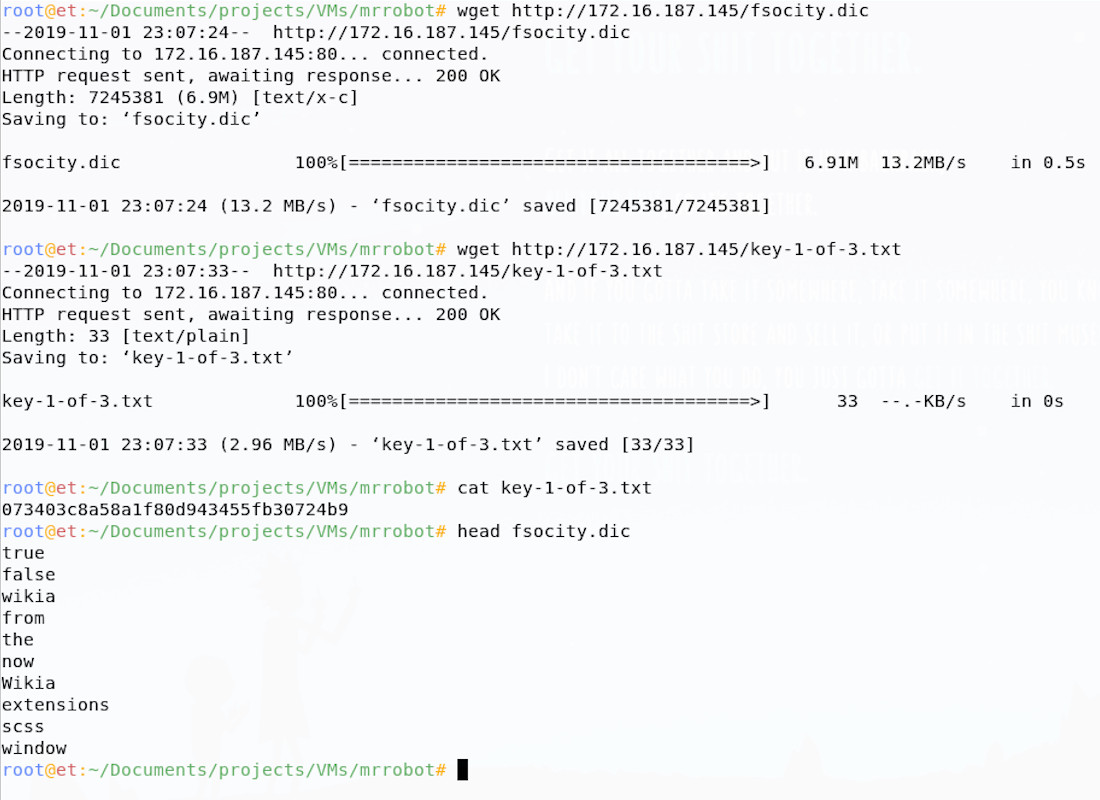 root@et:~/Documents/projects/VMs/mrrobot# wget http://172.16.187.145/fsocity.dic
--2019-11-01 23:07:24--  http://172.16.187.145/fsocity.dic
Connecting to 172.16.187.145:80... connected.
HTTP request sent, awaiting response... 200 OK
Length: 7245381 (6.9M) [text/x-c]
Saving to: ‘fsocity.dic’
fsocity.dic                100%[=====================================>]   6.91M  13.2MB/s    in 0.5s
2019-11-01 23:07:24 (13.2 MB/s) - ‘fsocity.dic’ saved [7245381/7245381]
root@et:~/Documents/projects/VMs/mrrobot# wget http://172.16.187.145/key-1-of-3.txt
--2019-11-01 23:07:33--  http://172.16.187.145/key-1-of-3.txt
Connecting to 172.16.187.145:80... connected.
HTTP request sent, awaiting response... 200 OK
Length: 33 [text/plain]
Saving to: ‘key-1-of-3.txt’
key-1-of-3.txt             100%[=====================================>]      33  --.-KB/s    in 0s
2019-11-01 23:07:33 (2.96 MB/s) - ‘key-1-of-3.txt’ saved [33/33]
root@et:~/Documents/projects/VMs/mrrobot# cat key-1-of-3.txt
073403c8a58a1f80d943455fb30724b9
root@et:~/Documents/projects/VMs/mrrobot# head fsocity.dic
true
false
wikia
from
the
now
Wikia
extensions
scss
window
root@et:~/Documents/projects/VMs/mrrobot#